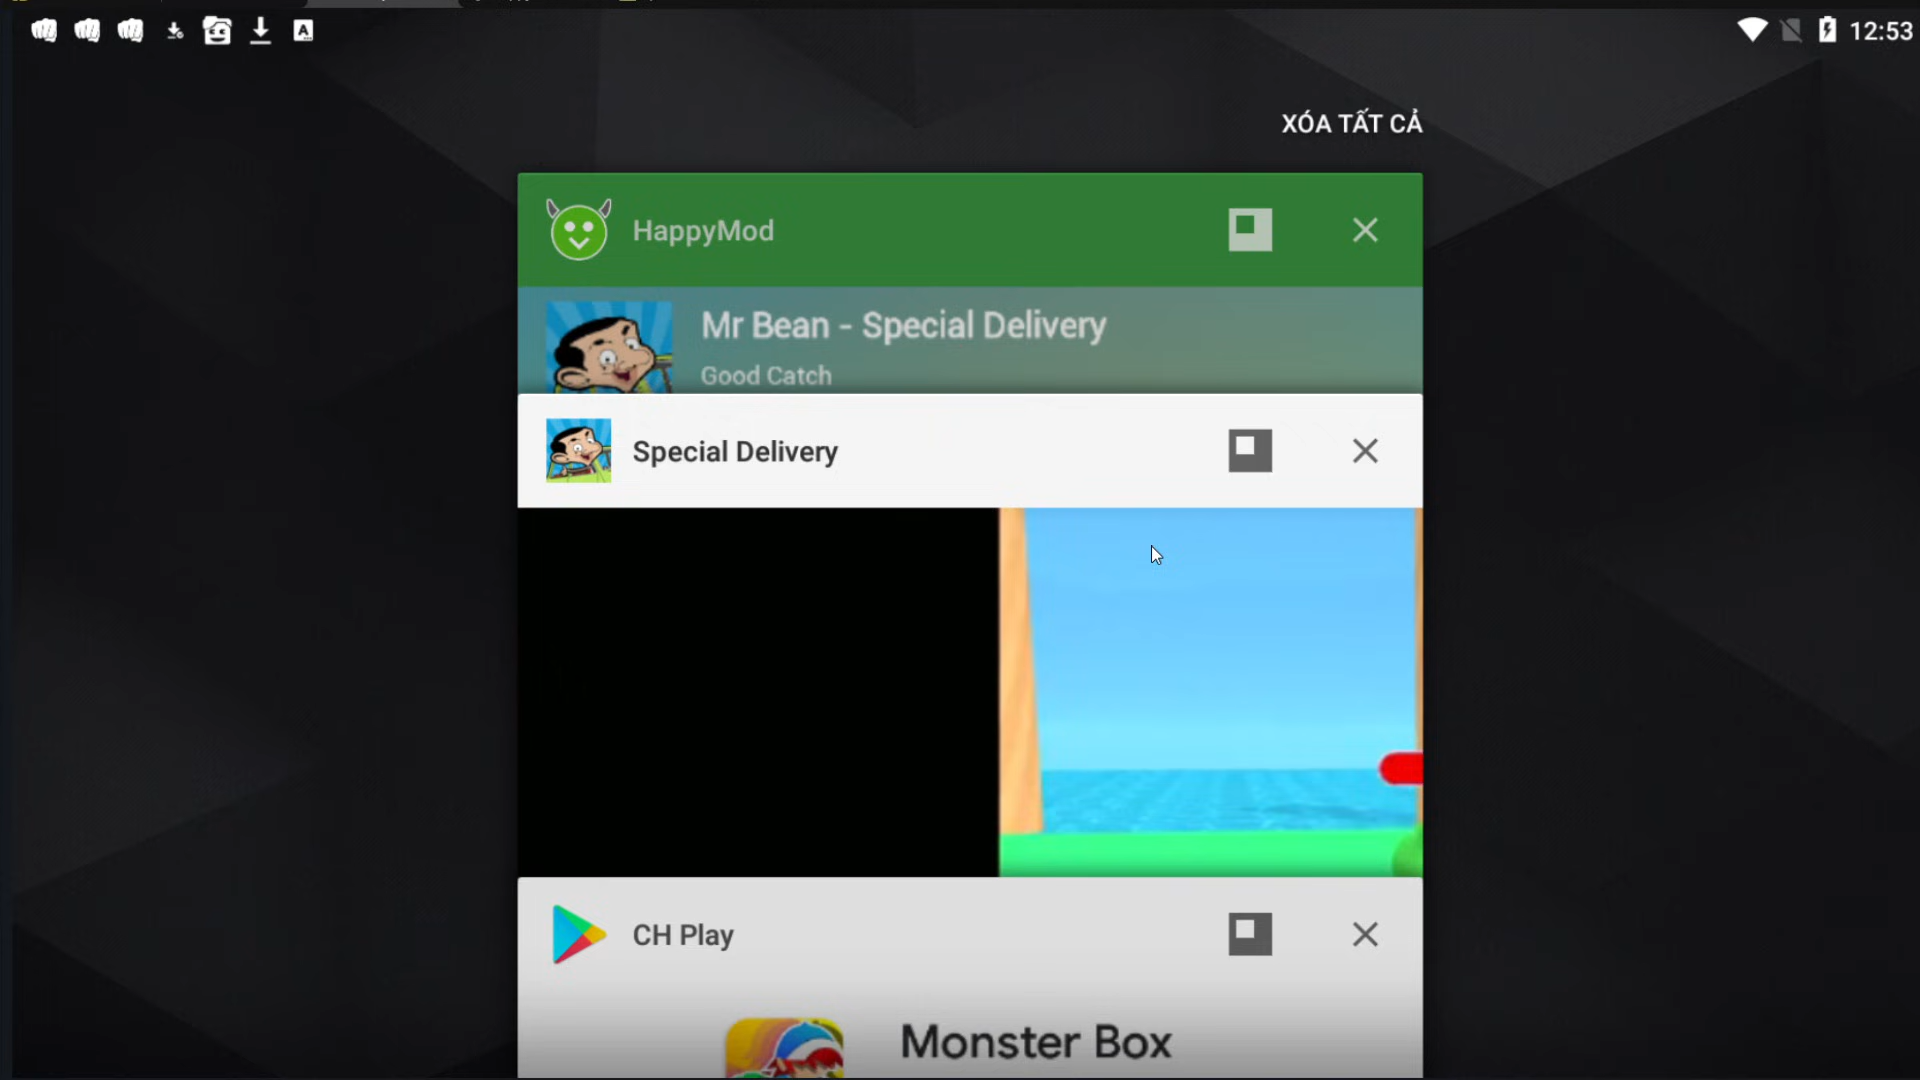 12:53
XÓA TẤT CẢ
HappyMod
Mr Bean - Special Delivery
Good Catch
Special Delivery
CH Play
Monster Box